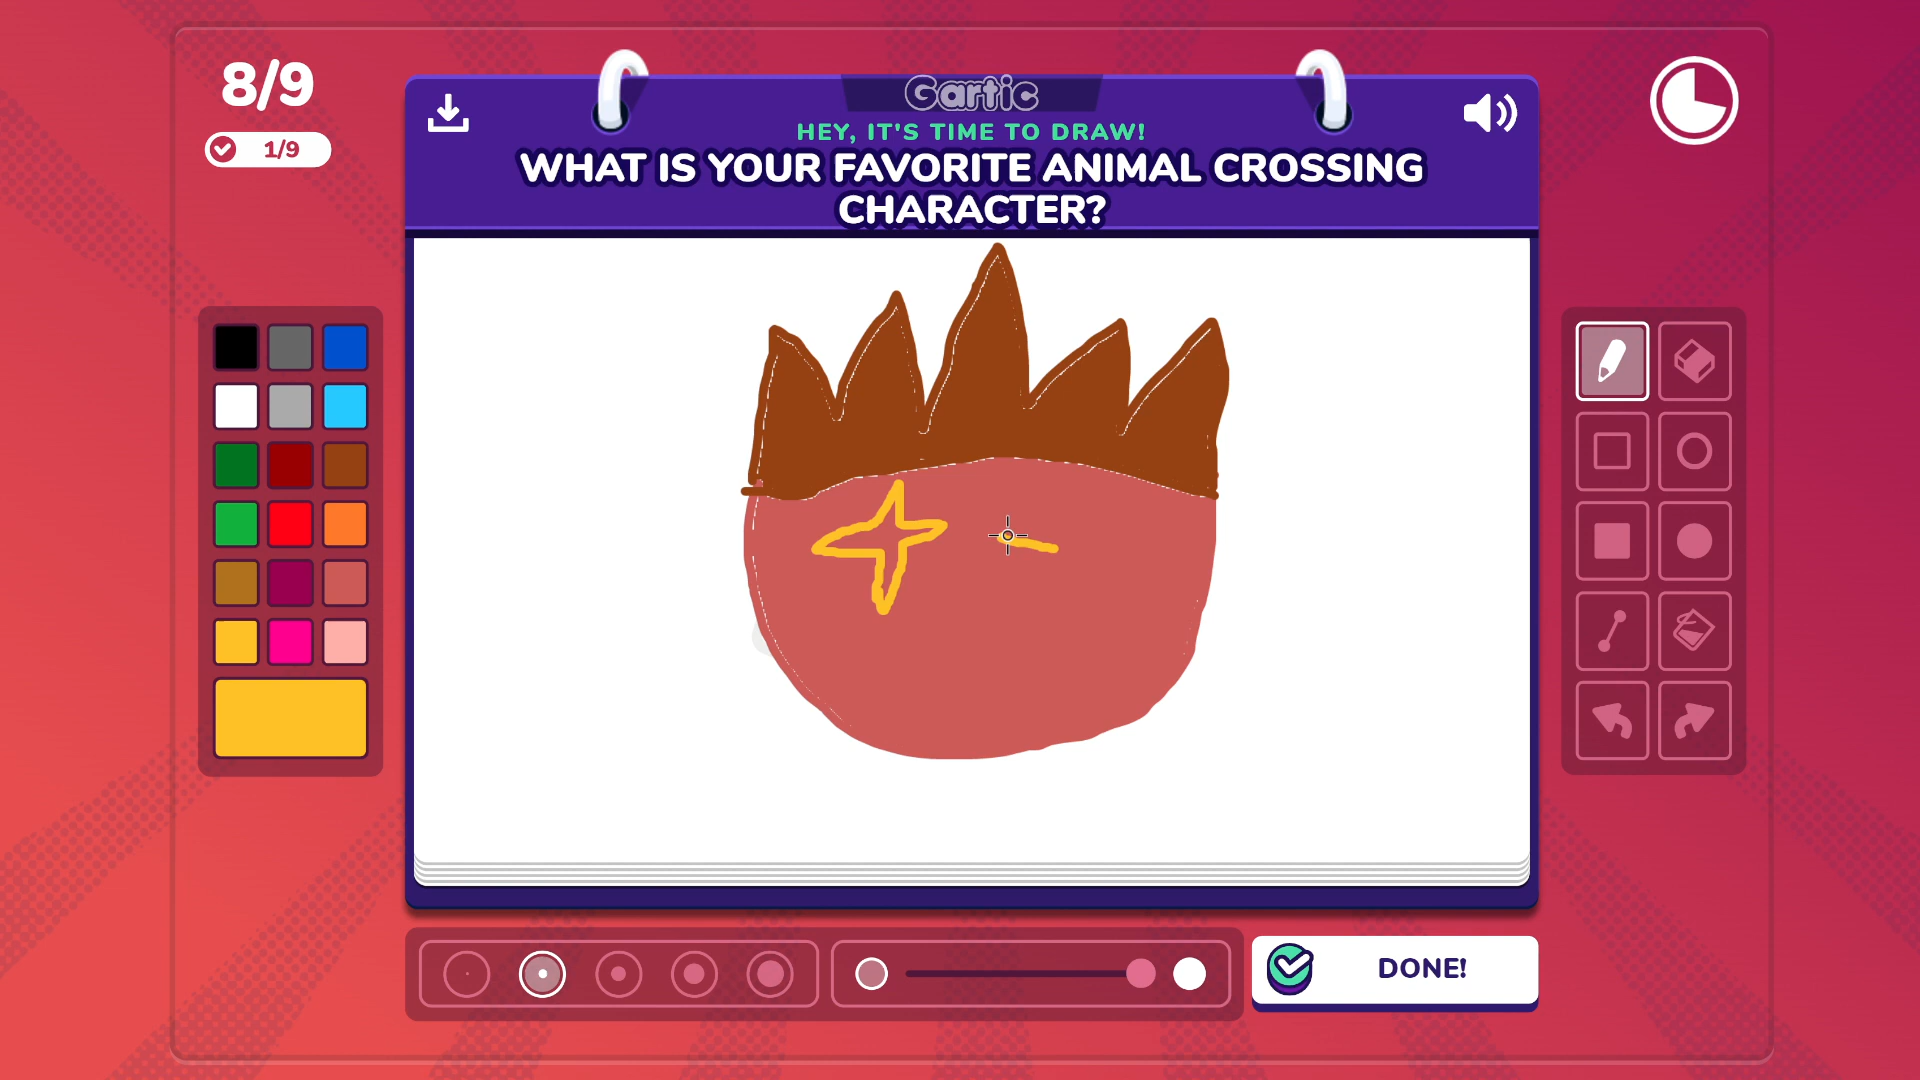 8/9
1/9
Gartic
HEY, IT'S TIME TO DRAW!
WHAT IS YOUR FAVORITE ANIMAL CROSSING
CHARACTER?
DONE!